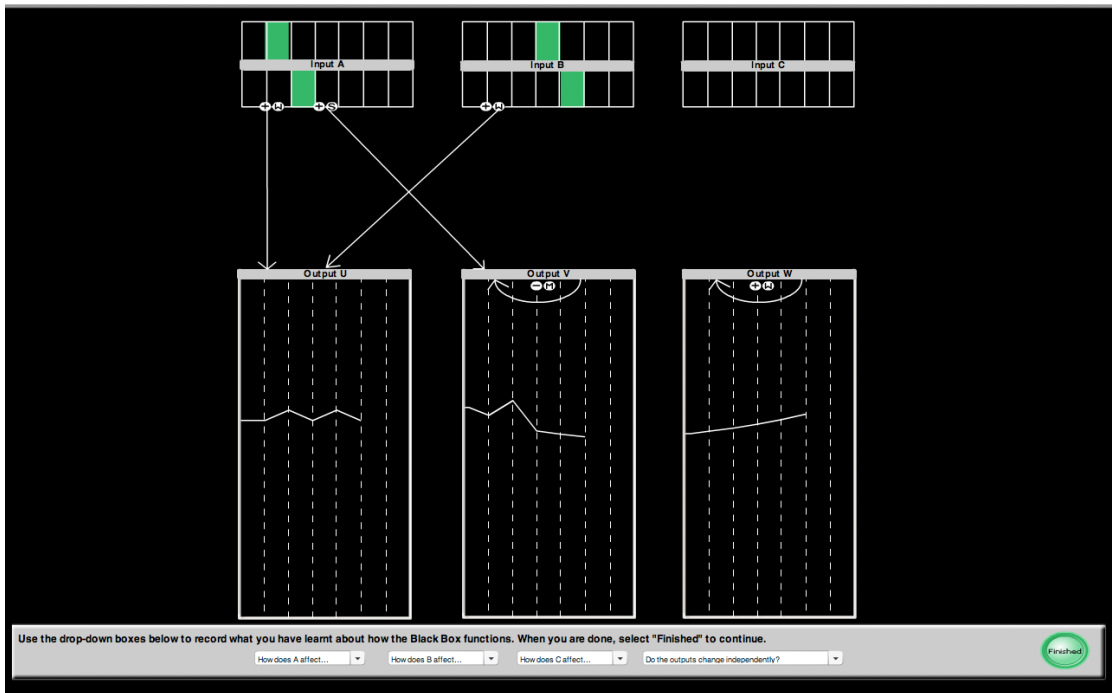 Input A
Input B
Input C
+ W
+ S
+ W
Output U
Output V
Output W
− M
+ W
Use the drop-down boxes below to record what you have learnt about how the Black Box functions. When you are done, select "Finished" to continue.
How does A affect...
How does B affect...
How does C affect...
Do the outputs change independently?
Finished